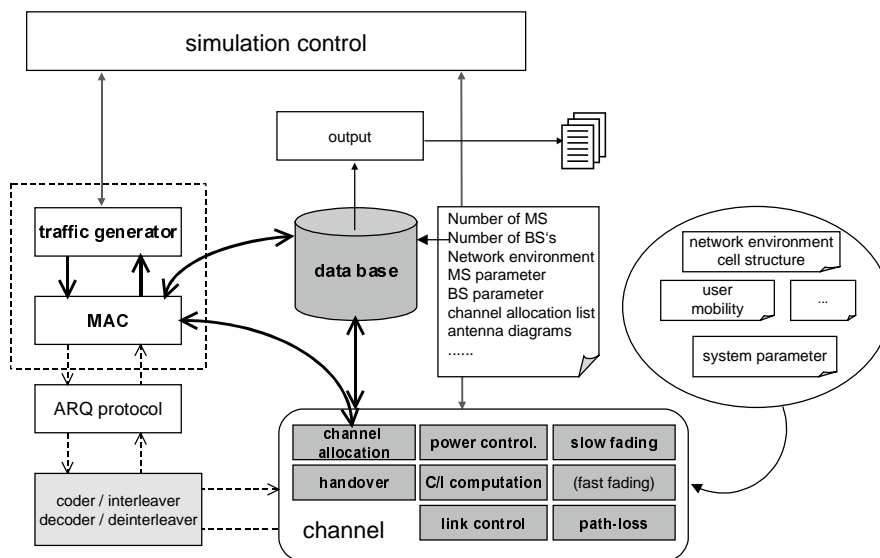 simulation control
output
traffic generator
MAC
data base
Number of MS
Number of BS‘s
Network environment
MS parameter
BS parameter
channel allocation list
antenna diagrams
......
network environment
cell structure
user
mobility
...
system parameter
ARQ protocol
coder / interleaver
decoder / deinterleaver
channel
allocation
power control.
slow fading
handover
C/I computation
(fast fading)
channel
link control
path-loss